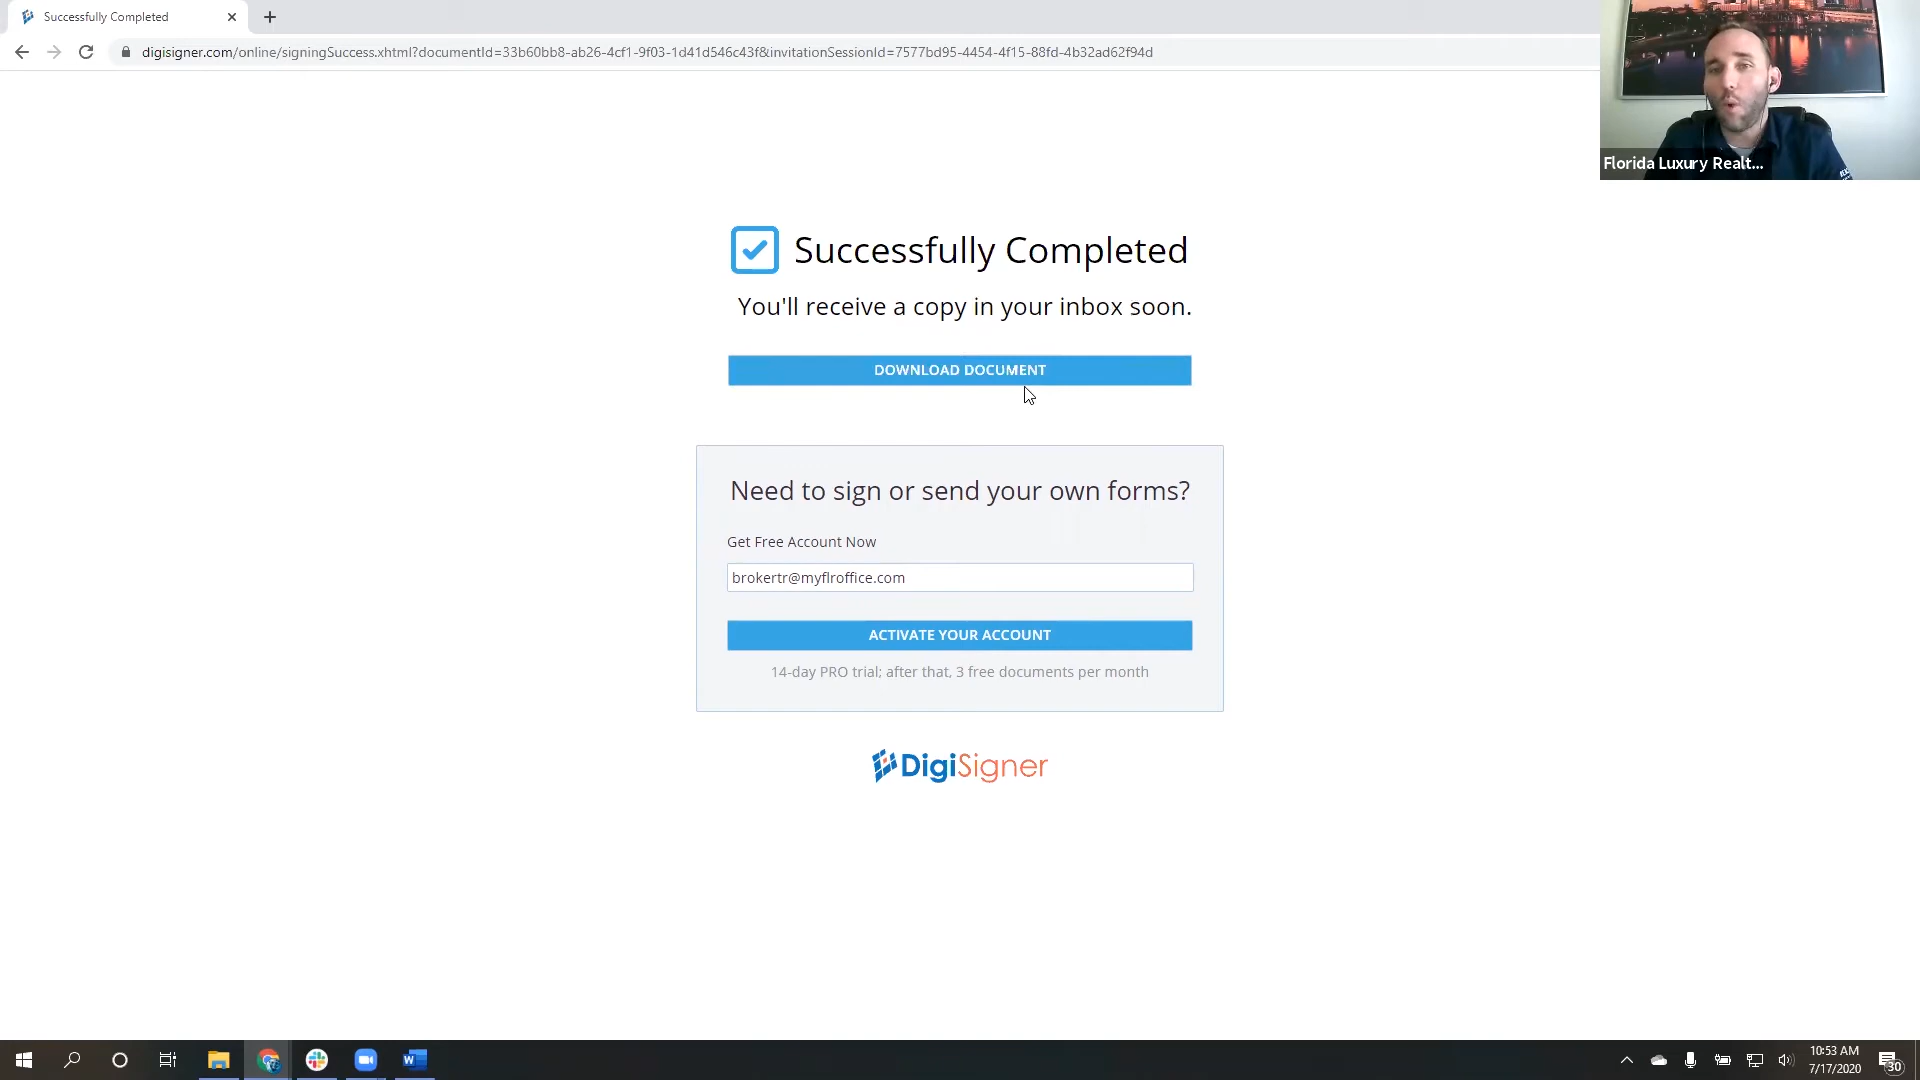 Successfully Completed
digisigner.com/online/signingSuccess.xhtml?documentId=33b60bb8-ab26-4cf1-9f03-1d41d546c43f&invitationSessionId=7577bd95-4454-4f15-88fd-4b32ad62f94d
Florida Luxury Realt...
Successfully Completed
You'll receive a copy in your inbox soon.
DOWNLOAD DOCUMENT
Need to sign or send your own forms?
Get Free Account Now
brokertr@myflroffice.com
ACTIVATE YOUR ACCOUNT
14-day PRO trial; after that, 3 free documents per month
DigiSigner
10:53 AM
7/17/2020
30